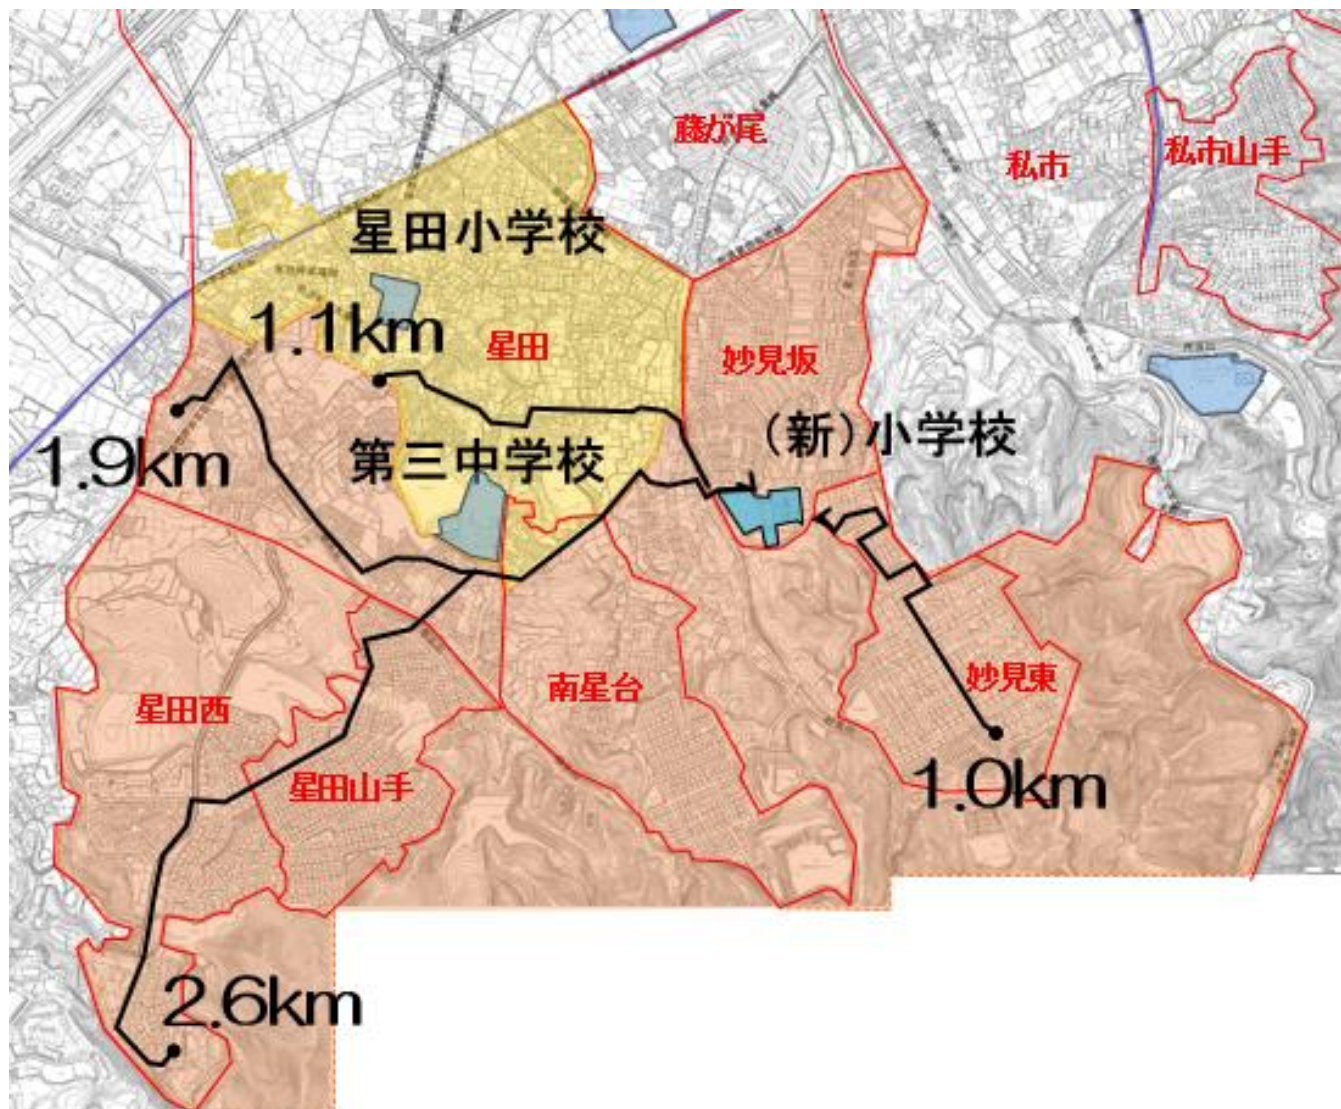 藤が尾
私市
私市山手
星田小学校
1.1km
星田
妙見坂
(新)小学校
1.9km
第三中学校
星田西
南星台
妙見東
星田山手
1.0km
2.6km